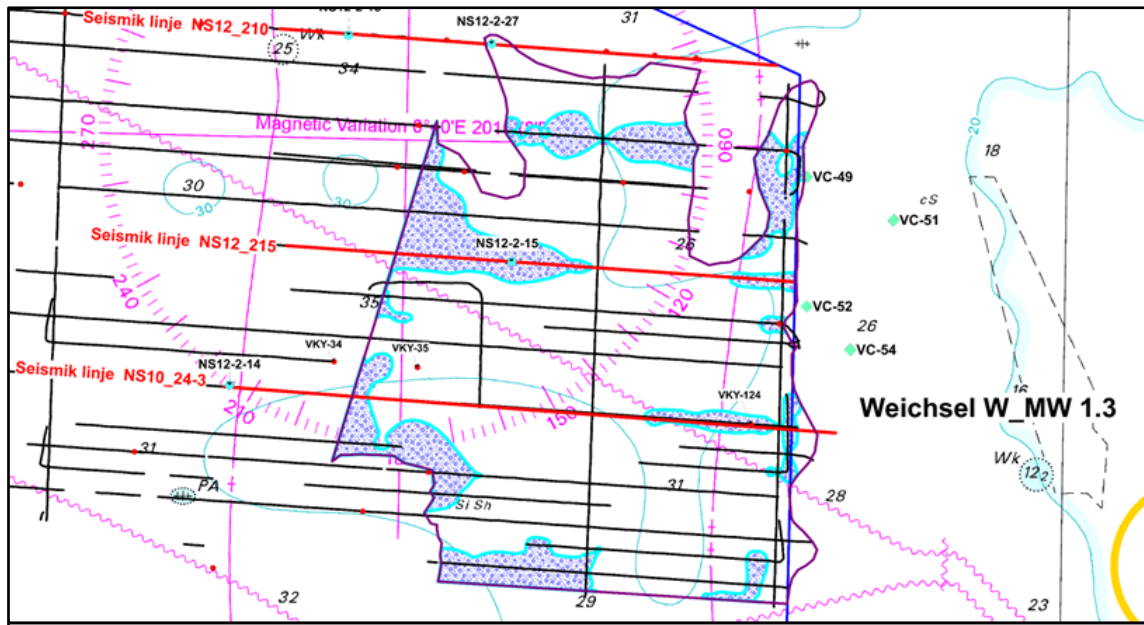 31
NS12-2-27
Seismik linje NS12_210
Wk
25
34
Magnetic Variation
270
060
18
20
VC-49
30
30
30
cS
VC-51
Seismik linje NS12_215
NS12-2-15
26
240
35
120
VC-52
26
VC-54
VKY-34
VKY-35
NS12-2-14
Seismik linje NS10_24-3
VKY-124
16
Weichsel W_MW 1.3
210
150
31
Wk
12 2
PA
31
28
Si Sh
32
29
23